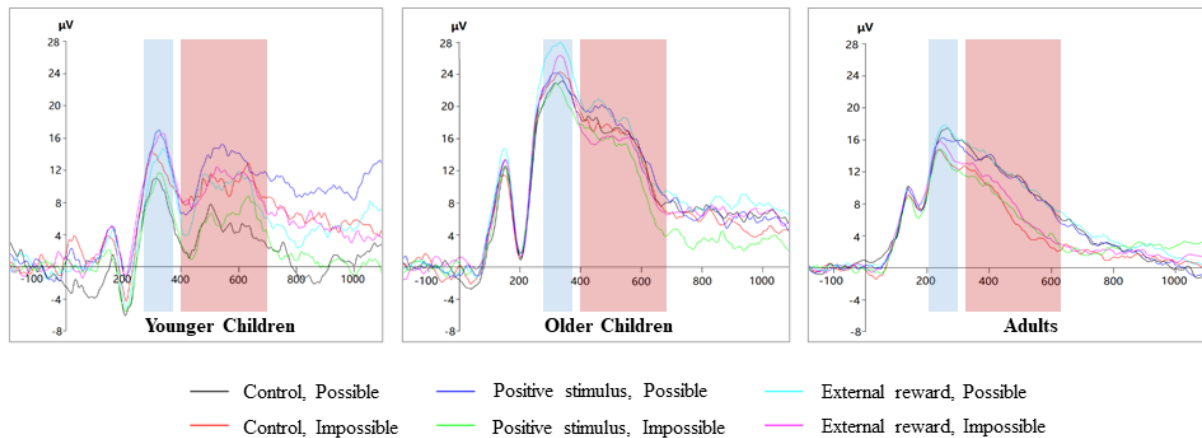 µV
28
24
20
16
12
8
4
-4
-8
-100 200 400 600 800 1000
Younger Children
µV
28
24
20
16
12
8
4
-4
-8
-100 200 400 600 800 1000
Older Children
µV
28
24
20
16
12
8
4
-4
-8
-100 200 400 600 800 1000
Adults
Control, Possible Positive stimulus, Possible External reward, Possible
Control, Impossible Positive stimulus, Impossible External reward, Impossible